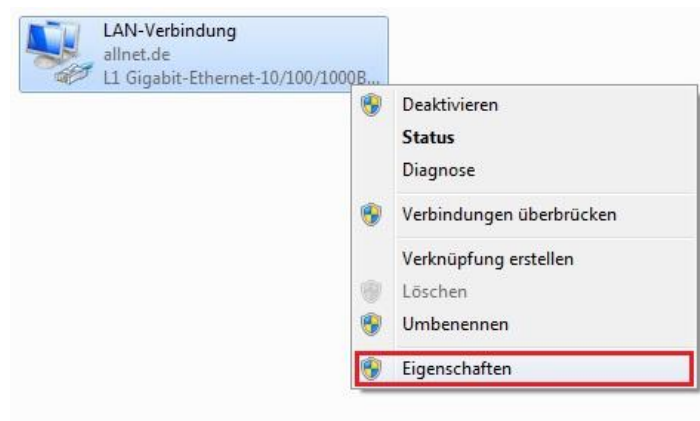 LAN-Verbindung
allnet.de
L1 Gigabit-Ethernet-10/100/1000B...
Deaktivieren
Status
Diagnose
Verbindungen überbrücken
Verknüpfung erstellen
Löschen
Umbenennen
Eigenschaften